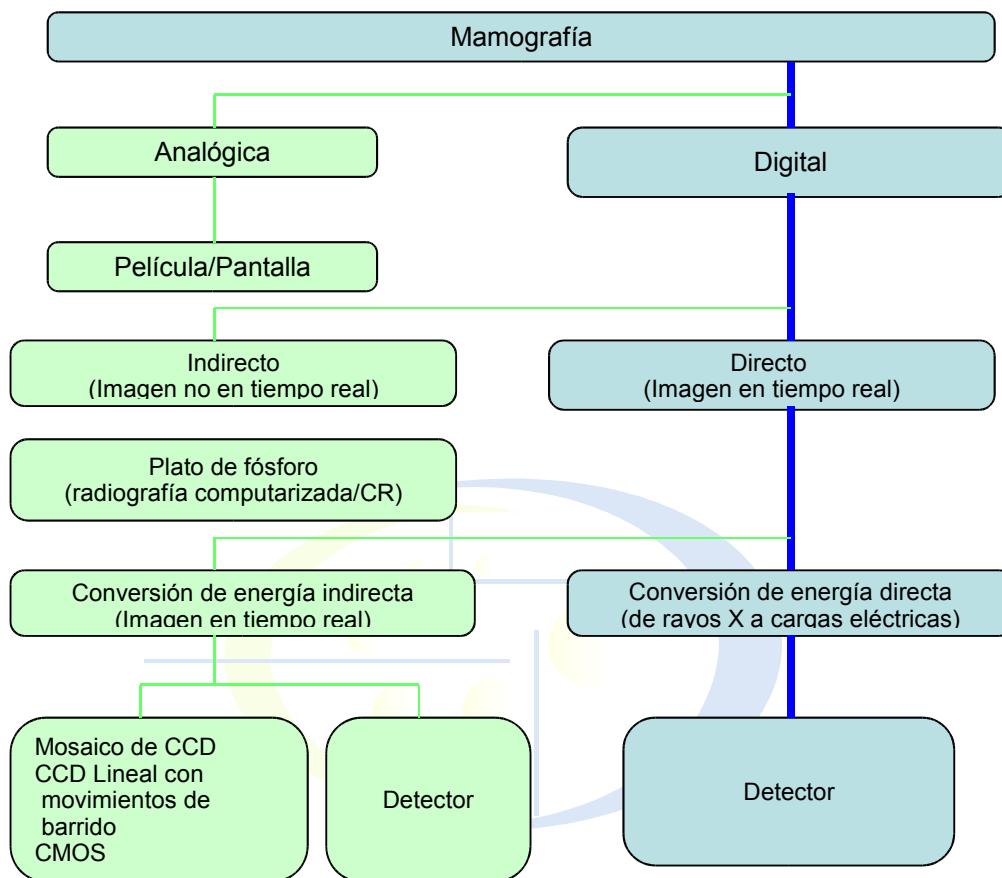 Mamografía
Analógica
Digital
Película/Pantalla
Indirecto
(Imagen no en tiempo real)
Directo
(Imagen en tiempo real)
Plato de fósforo
(radiografía computarizada/CR)
Conversión de energía indirecta
(Imagen en tiempo real)
Conversión de energía directa
(de rayos X a cargas eléctricas)
Mosaico de CCD
CCD Lineal con
movimientos de
barrido
CMOS
Detector
Detector